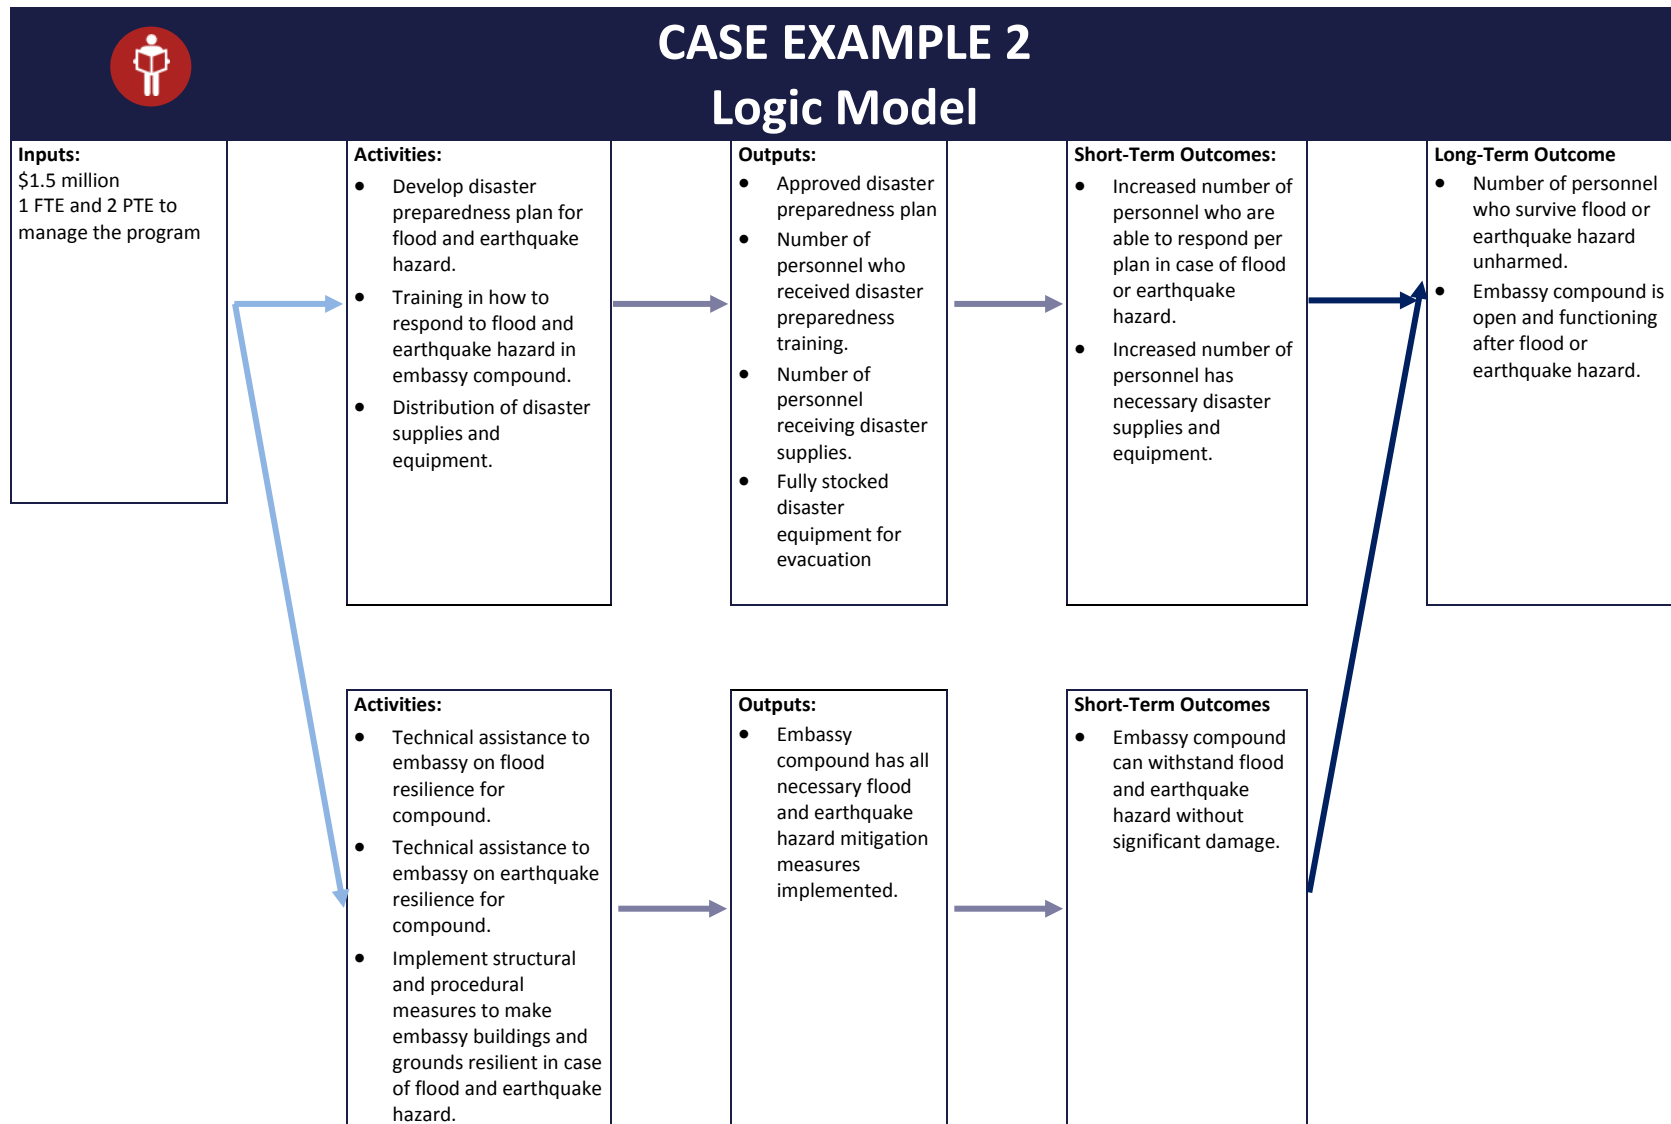 CASE EXAMPLE 2
Logic Model
Inputs:
$1.5 million
1 FTE and 2 PTE to
manage the program
Activities:
● Develop disaster
preparedness plan for
flood and earthquake
hazard.
● Training in how to
respond to flood and
earthquake hazard in
embassy compound.
● Distribution of disaster
supplies and
equipment.
Outputs:
● Approved disaster
preparedness plan
● Number of
personnel who
received disaster
preparedness
training.
● Number of
personnel
receiving disaster
supplies.
● Fully stocked
disaster
equipment for
evacuation
Short-Term Outcomes:
● Increased number of
personnel who are
able to respond per
plan in case of flood
or earthquake
hazard.
● Increased number of
personnel has
necessary disaster
supplies and
equipment.
Long-Term Outcome
● Number of personnel
who survive flood or
earthquake hazard
unharmed.
● Embassy compound is
open and functioning
after flood or
earthquake hazard.
Activities:
● Technical assistance to
embassy on flood
resilience for
compound.
● Technical assistance to
embassy on earthquake
resilience for
compound.
● Implement structural
and procedural
measures to make
embassy buildings and
grounds resilient in case
of flood and earthquake
hazard.
Outputs:
● Embassy
compound has all
necessary flood
and earthquake
hazard mitigation
measures
implemented.
Short-Term Outcomes
● Embassy compound
can withstand flood
and earthquake
hazard without
significant damage.